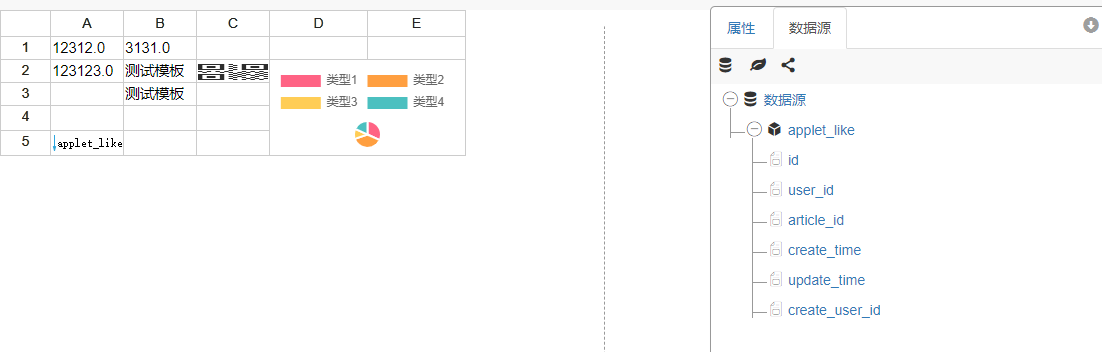 A B C D E
1 12312.0 3131.0
2 123123.0 测试模板
3 测试模板
4
5 applet_like
类型1 类型2
类型3 类型4
属性 数据源
数据源
applet_like
id
user_id
article_id
create_time
update_time
create_user_id